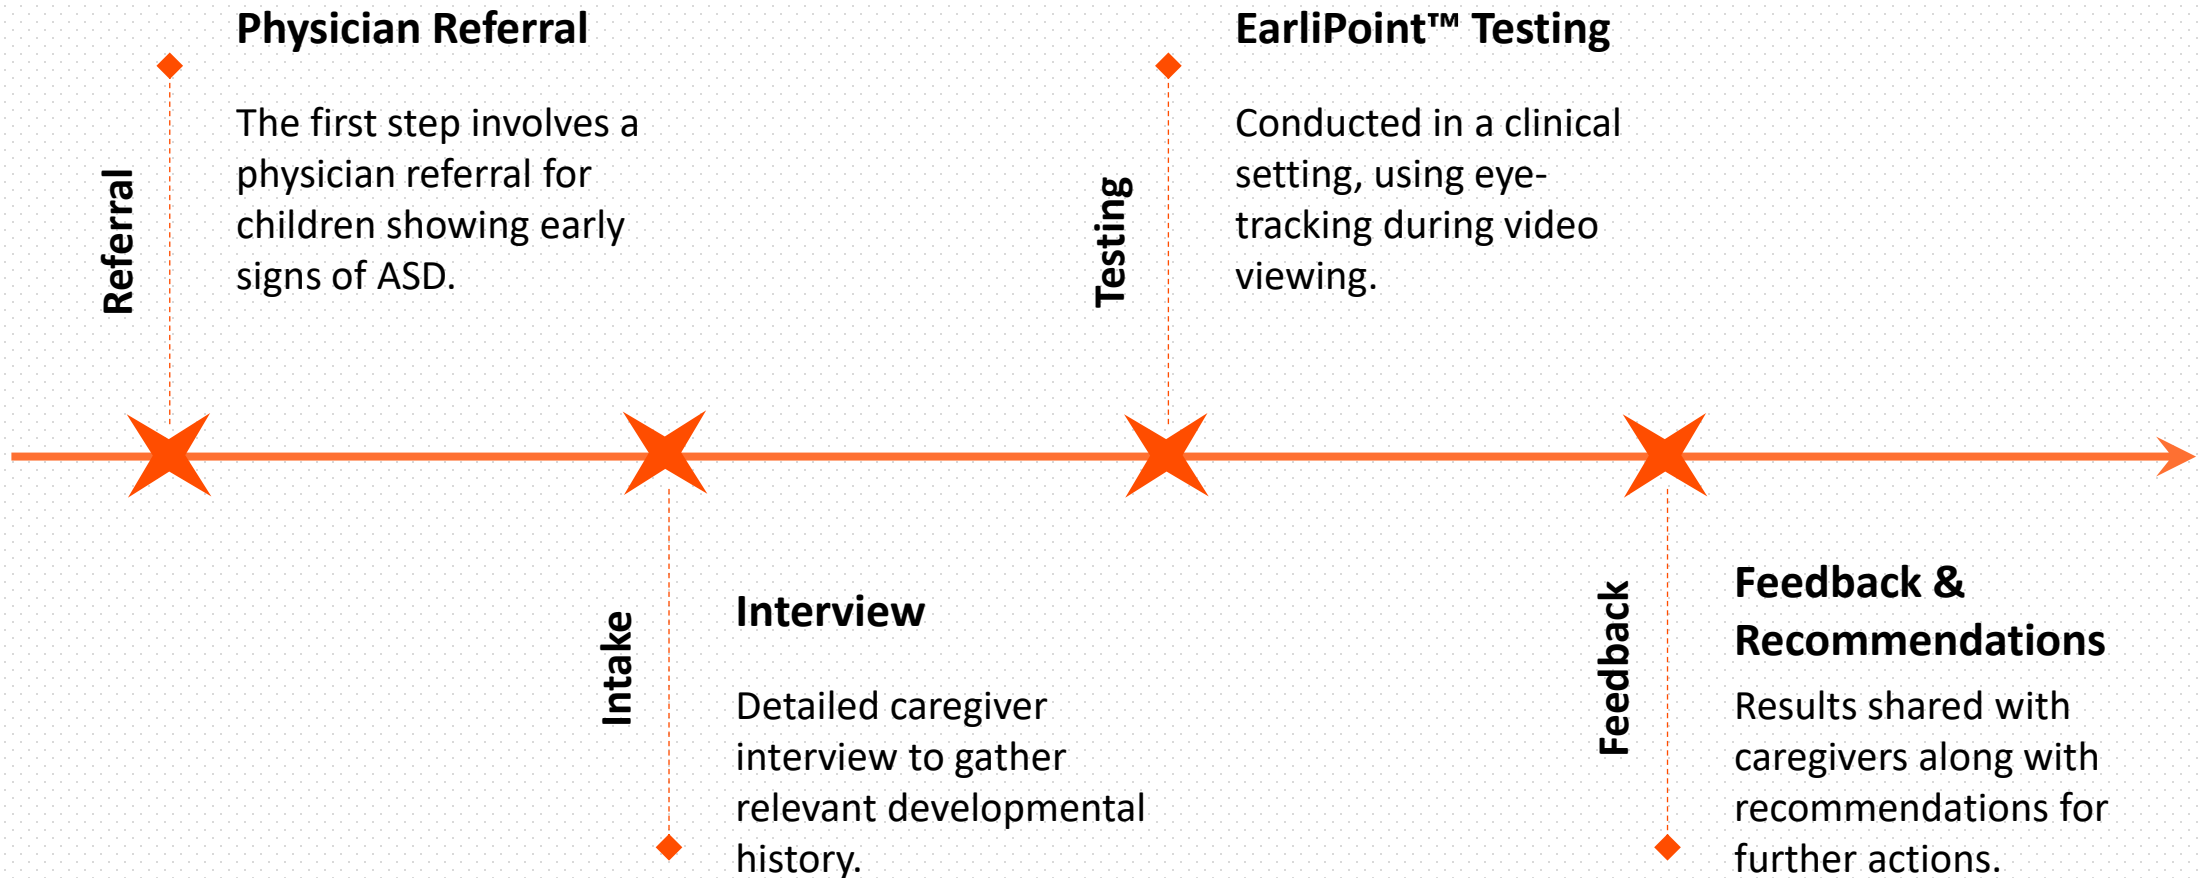 Referral
Physician Referral
The first step involves a
physician referral for
children showing early
signs of ASD.
Intake
Interview
Detailed caregiver
interview to gather
relevant developmental
history.
Testing
EarliPoint™ Testing
Conducted in a clinical
setting, using eye-
tracking during video
viewing.
Feedback
Feedback &
Recommendations
Results shared with
caregivers along with
recommendations for
further actions.